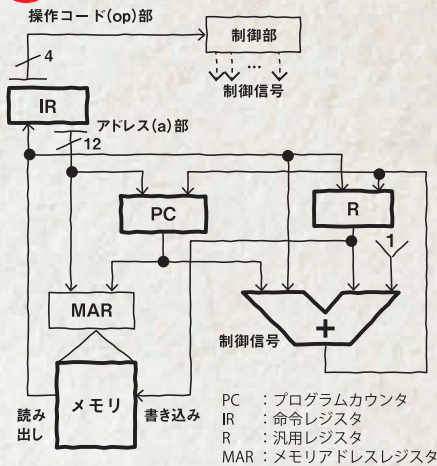 操作コード(op)部
制御部
4
…
制御信号
IR
アドレス(a)部
12
PC
R
1
MAR
制御信号
+
メモリ
読み出し
書き込み
PC ：プログラムカウンタ
IR ：命令レジスタ
R ：汎用レジスタ
MAR：メモリアドレスレジスタ